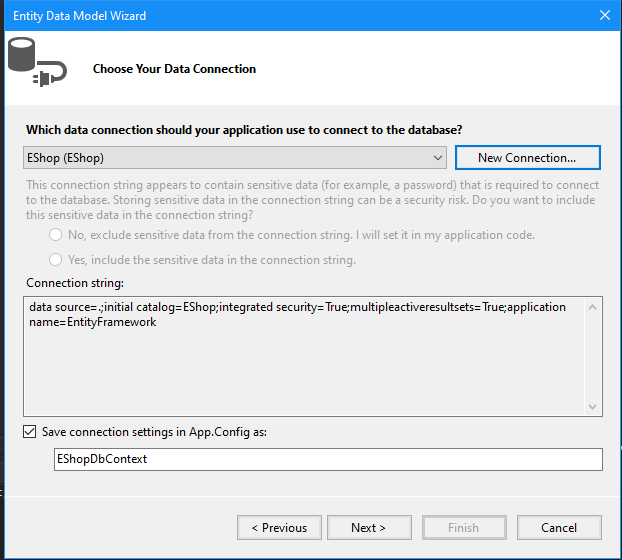 Entity Data Model Wizard
Choose Your Data Connection
Which data connection should your application use to connect to the database?
EShop (EShop)
New Connection...
This connection string appears to contain sensitive data (for example, a password) that is required to connect
to the database. Storing sensitive data in the connection string can be a security risk. Do you want to include
this sensitive data in the connection string?
No, exclude sensitive data from the connection string. I will set it in my application code.
Yes, include the sensitive data in the connection string.
Connection string:
data source=.;initial catalog=EShop;integrated security=True;multipleactiveresultsets=True;application
name=EntityFramework
Save connection settings in App.Config as:
EShopDbContext
< Previous
Next >
Finish
Cancel